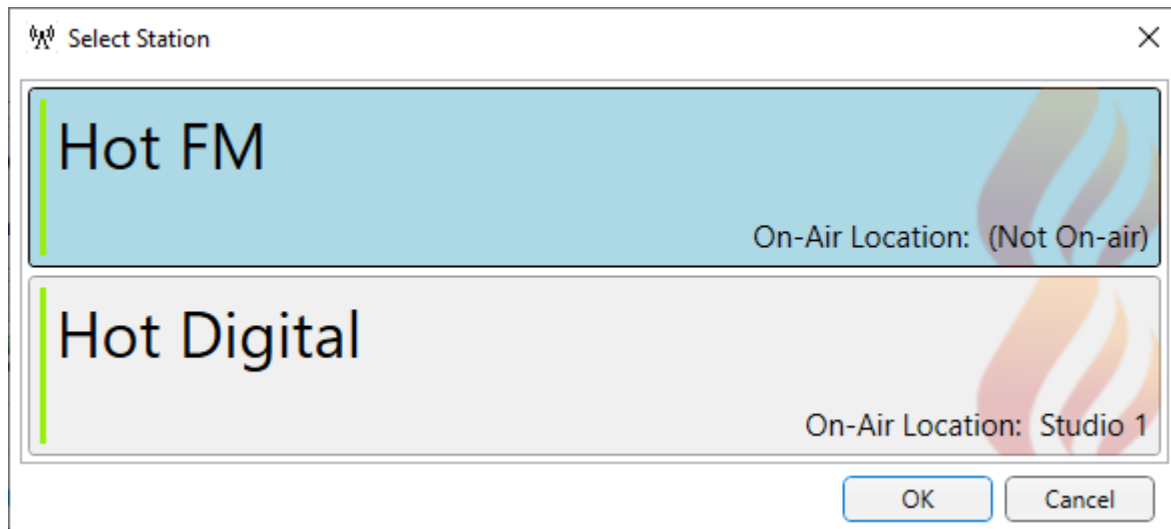 Select Station
Hot FM
On-Air Location: (Not On-air)
Hot Digital
On-Air Location: Studio 1
OK
Cancel